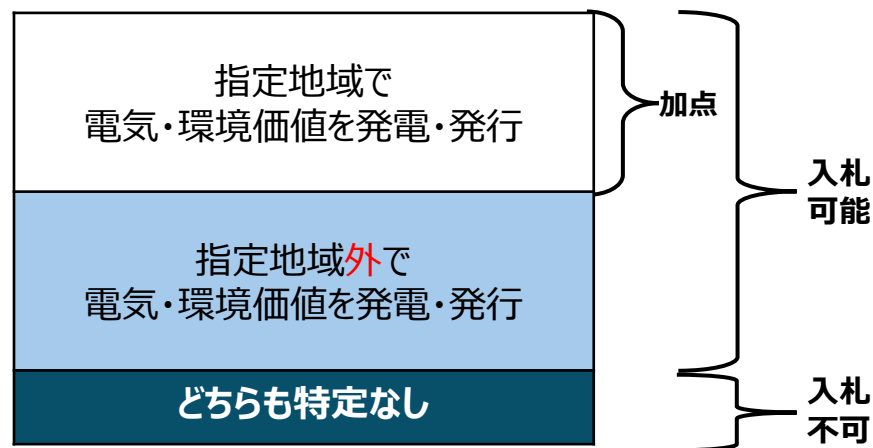 指定地域で
電気・環境価値を発電・発行
加点
入札
可能
指定地域外で
電気・環境価値を発電・発行
どちらも特定なし
入札
不可